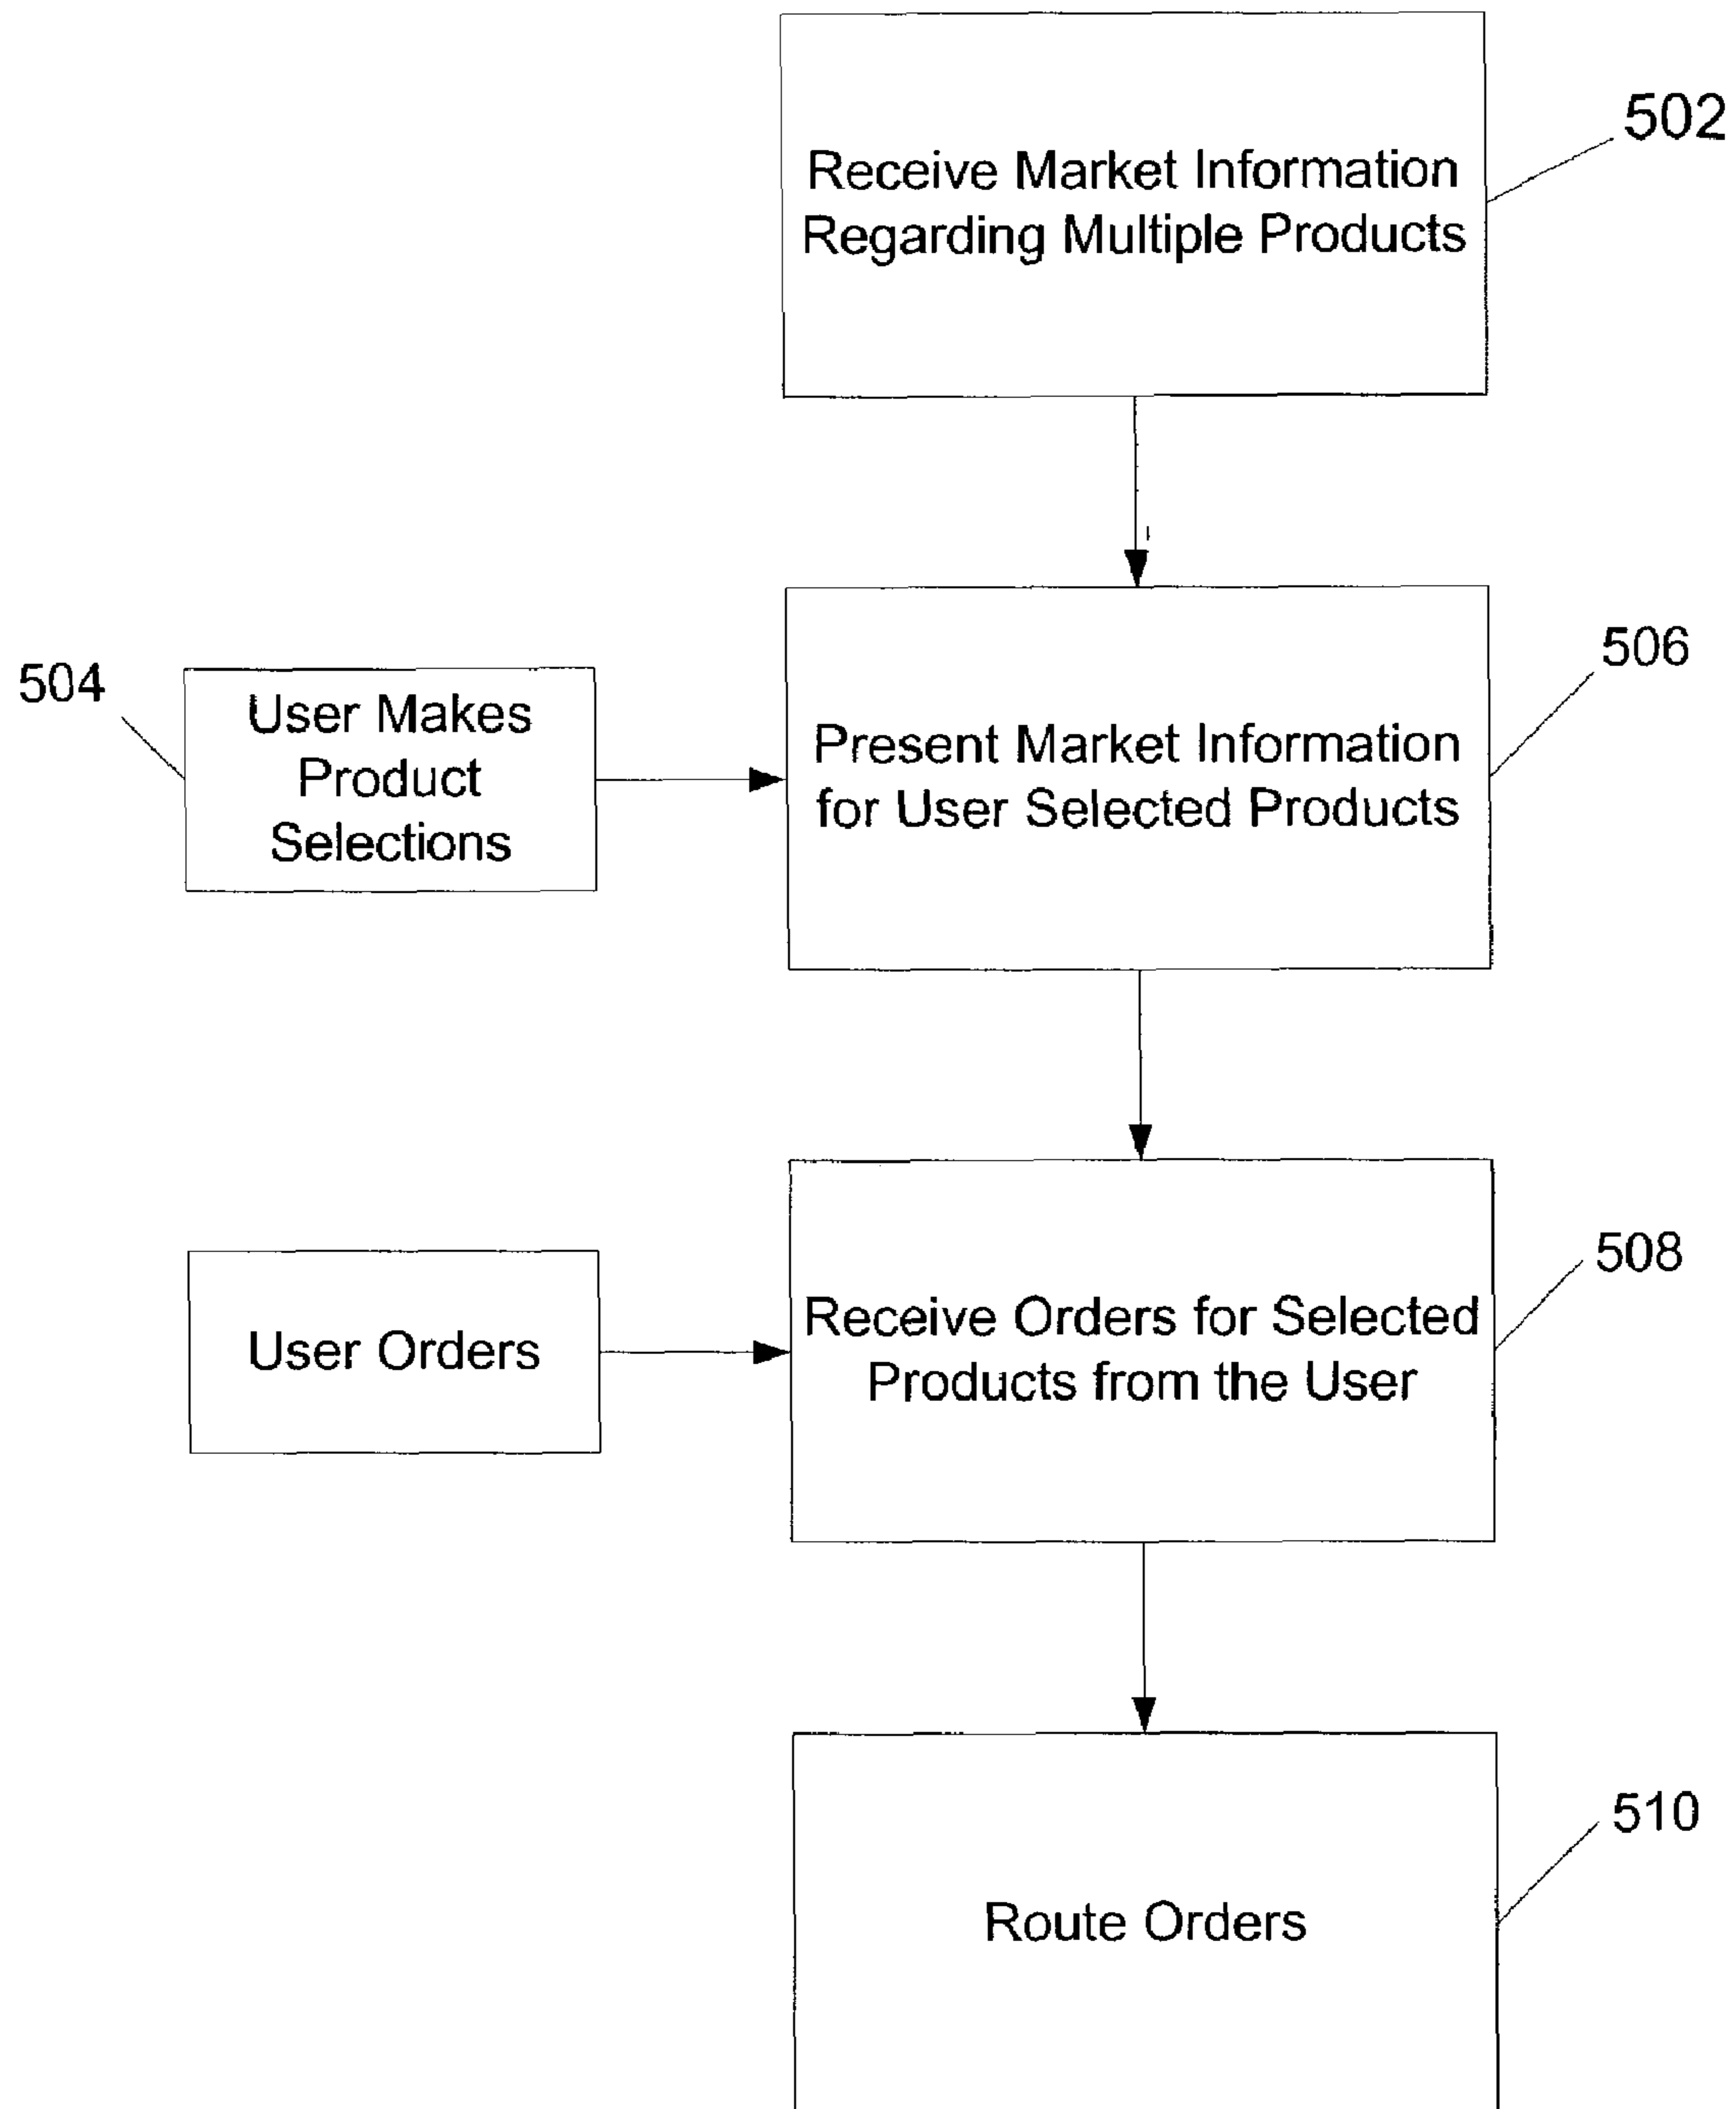 502
Receive Market Information
Regarding Multiple Products
504
User Makes
Product
Selections
506
Present Market Information
for User Selected Products
User Orders
508
Receive Orders for Selected
Products from the User
510
Route Orders